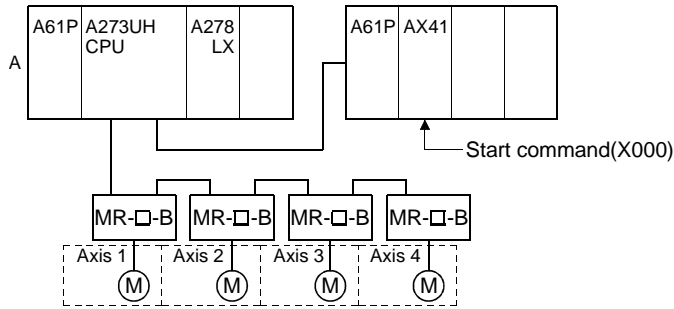 A61P A273UH CPU A278 LX
A61P AX41
A
Start command(X000)
MR-□-B MR-□-B MR-□-B MR-□-B
Axis 1 Axis 2 Axis 3 Axis 4
M M M M